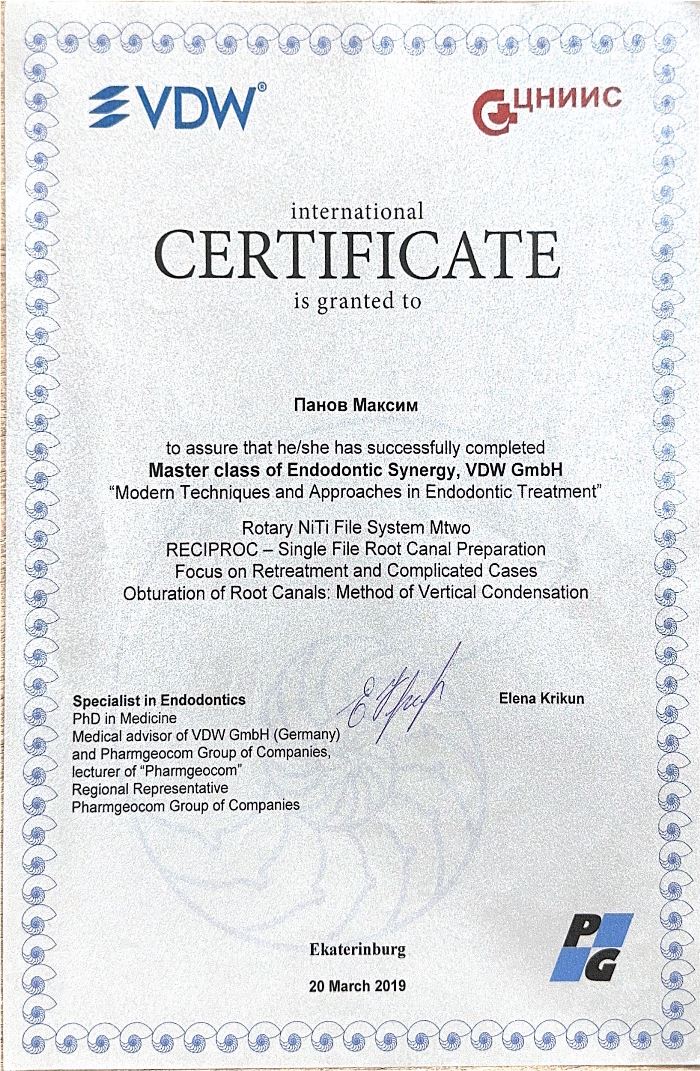 VDW®
ЦНИИС
international
CERTIFICATE
is granted to
Панов Максим
to assure that he/she has successfully completed
Master class of Endodontic Synergy, VDW GmbH
“Modern Techniques and Approaches in Endodontic Treatment”
Rotary NiTi File System Mtwo
RECIPROC – Single File Root Canal Preparation
Focus on Retreatment and Complicated Cases
Obturation of Root Canals: Method of Vertical Condensation
Specialist in Endodontics
Elena Krikun
PhD in Medicine
Medical advisor of VDW GmbH (Germany)
and Pharmgeocom Group of Companies,
lecturer of “Pharmgeocom”
Regional Representative
Pharmgeocom Group of Companies
PG
Ekaterinburg
20 March 2019